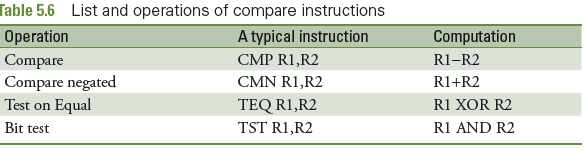 Table 5.6 List and operations of compare instructions
Operation A typical instruction Computation
Compare CMP R1,R2 R1−R2
Compare negated CMN R1,R2 R1+R2
Test on Equal TEQ R1,R2 R1 XOR R2
Bit test TST R1,R2 R1 AND R2